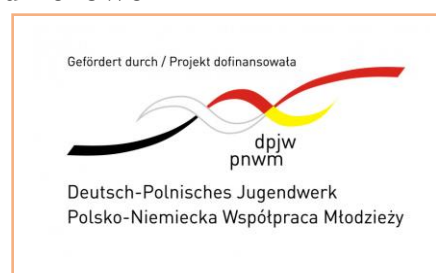 Gefördert durch / Projekt dofinansowała
dpjw
pnwm
Deutsch-Polnisches Jugendwerk
Polsko-Niemiecka Współpraca Młodzieży